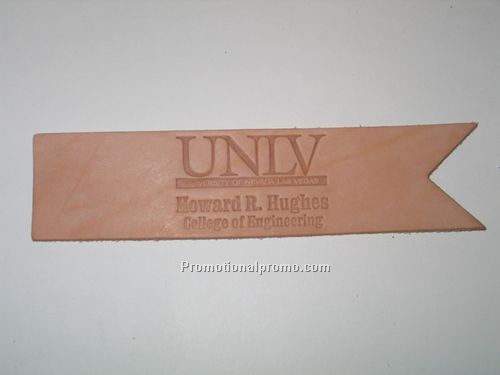 UNLV
UNIVERSITY OF NEVADA LAS VEGAS
Howard R. Hughes
College of Engineering
Promotionalpromo.com